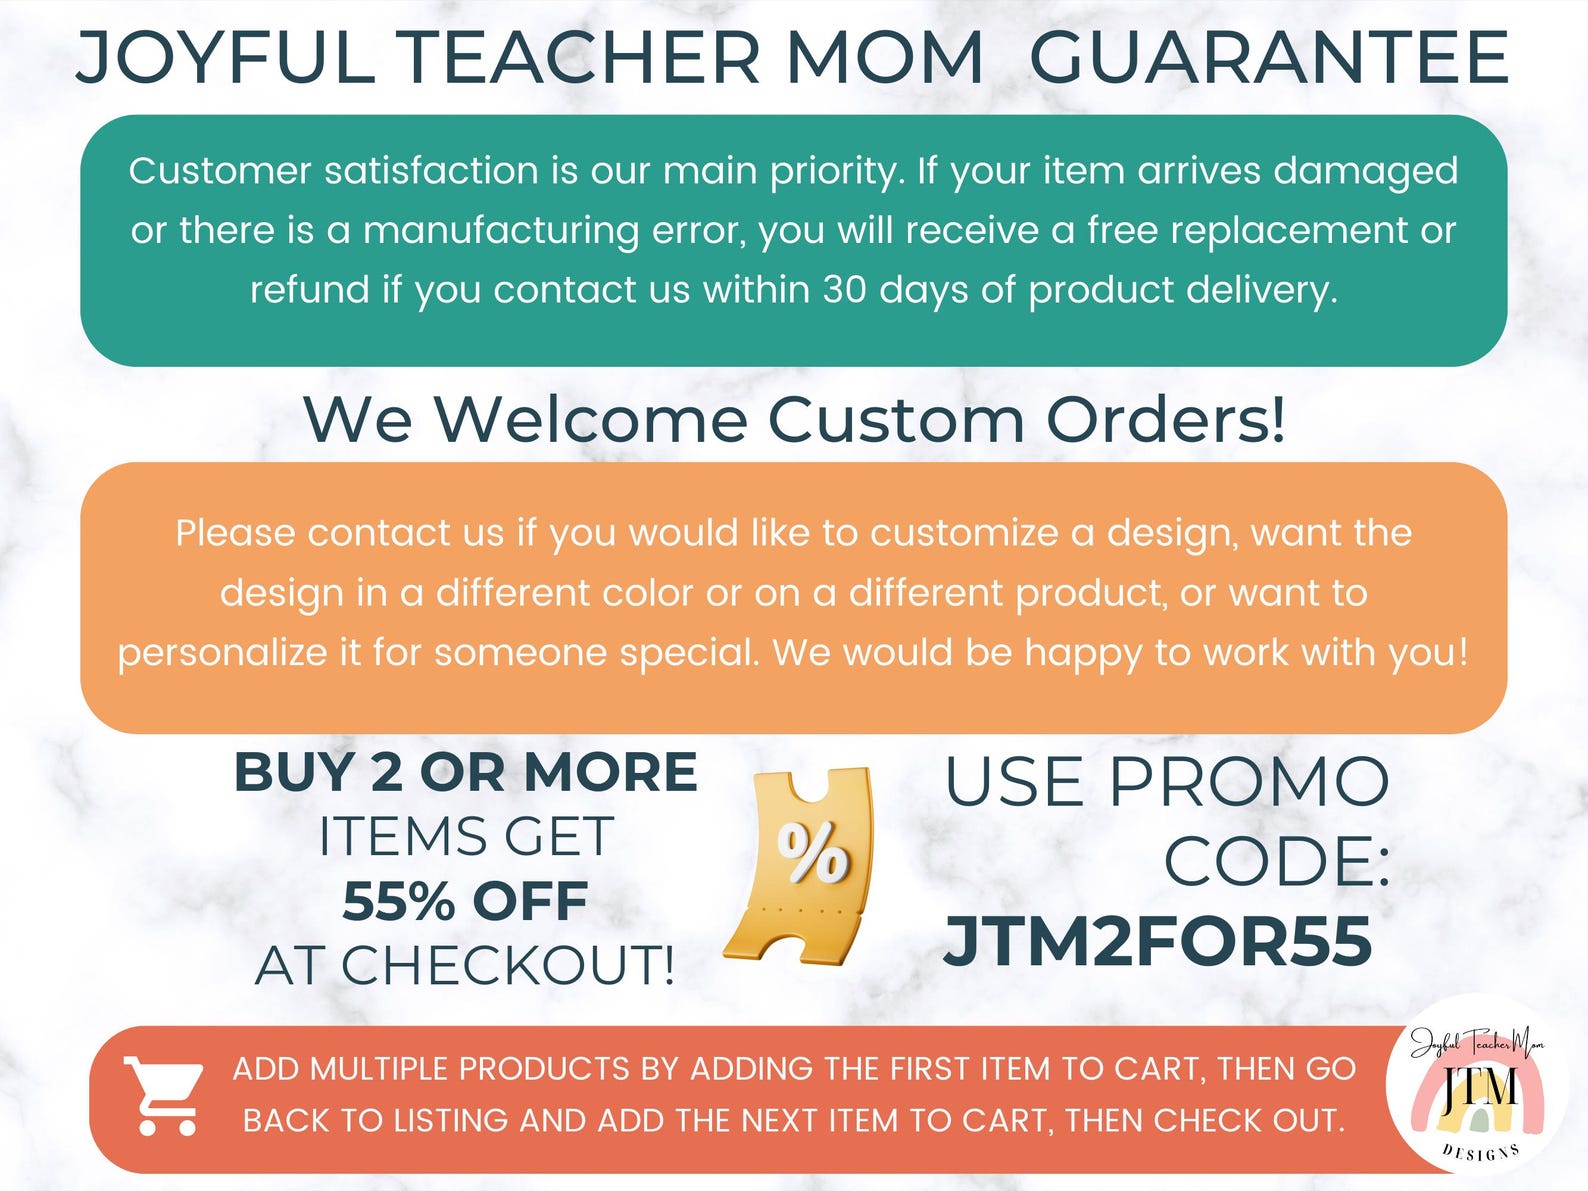 JOYFUL TEACHER MOM GUARANTEE
Customer satisfaction is our main priority. If your item arrives damaged
or there is a manufacturing error, you will receive a free replacement or
refund if you contact us within 30 days of product delivery.
We Welcome Custom Orders!
Please contact us if you would like to customize a design, want the
design in a different color or on a different product, or want to
personalize it for someone special. We would be happy to work with you!
BUY 2 OR MORE
ITEMS GET
55% OFF
AT CHECKOUT!
%
USE PROMO
CODE:
JTM2FOR55
ADD MULTIPLE PRODUCTS BY ADDING THE FIRST ITEM TO CART, THEN GO
BACK TO LISTING AND ADD THE NEXT ITEM TO CART, THEN CHECK OUT.
Joyful Teacher Mom
JTM
DESIGNS